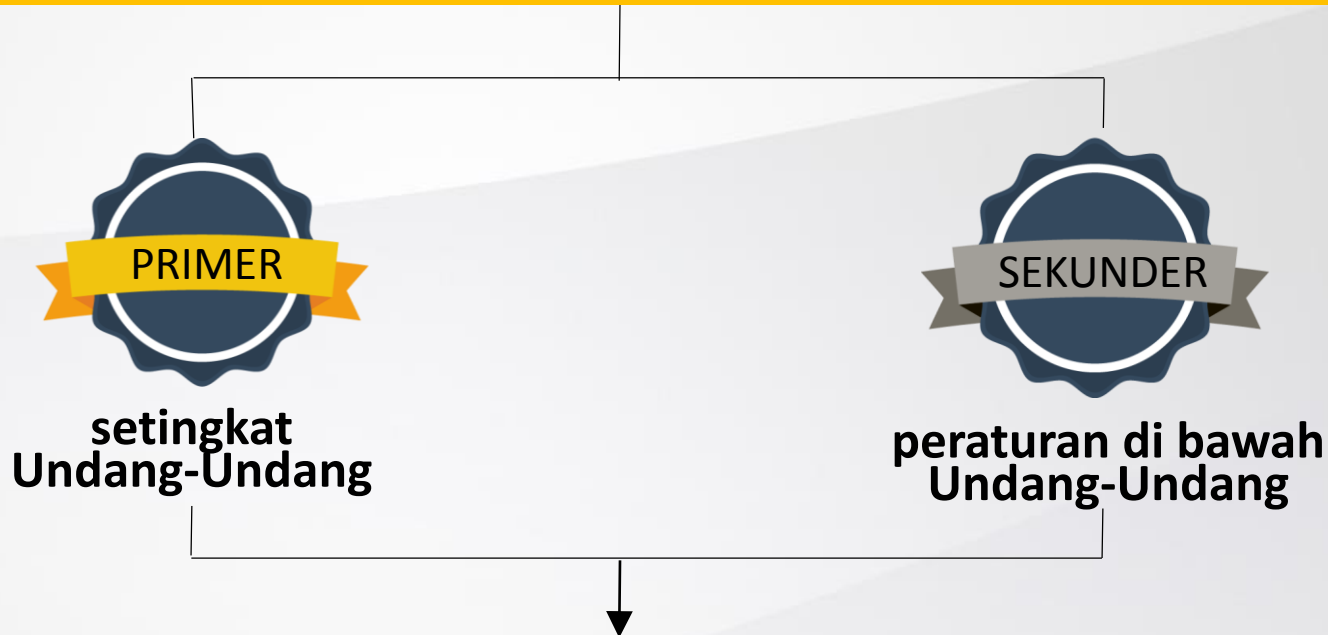 PRIMER
setingkat
Undang-Undang
SEKUNDER
peraturan di bawah
Undang-Undang